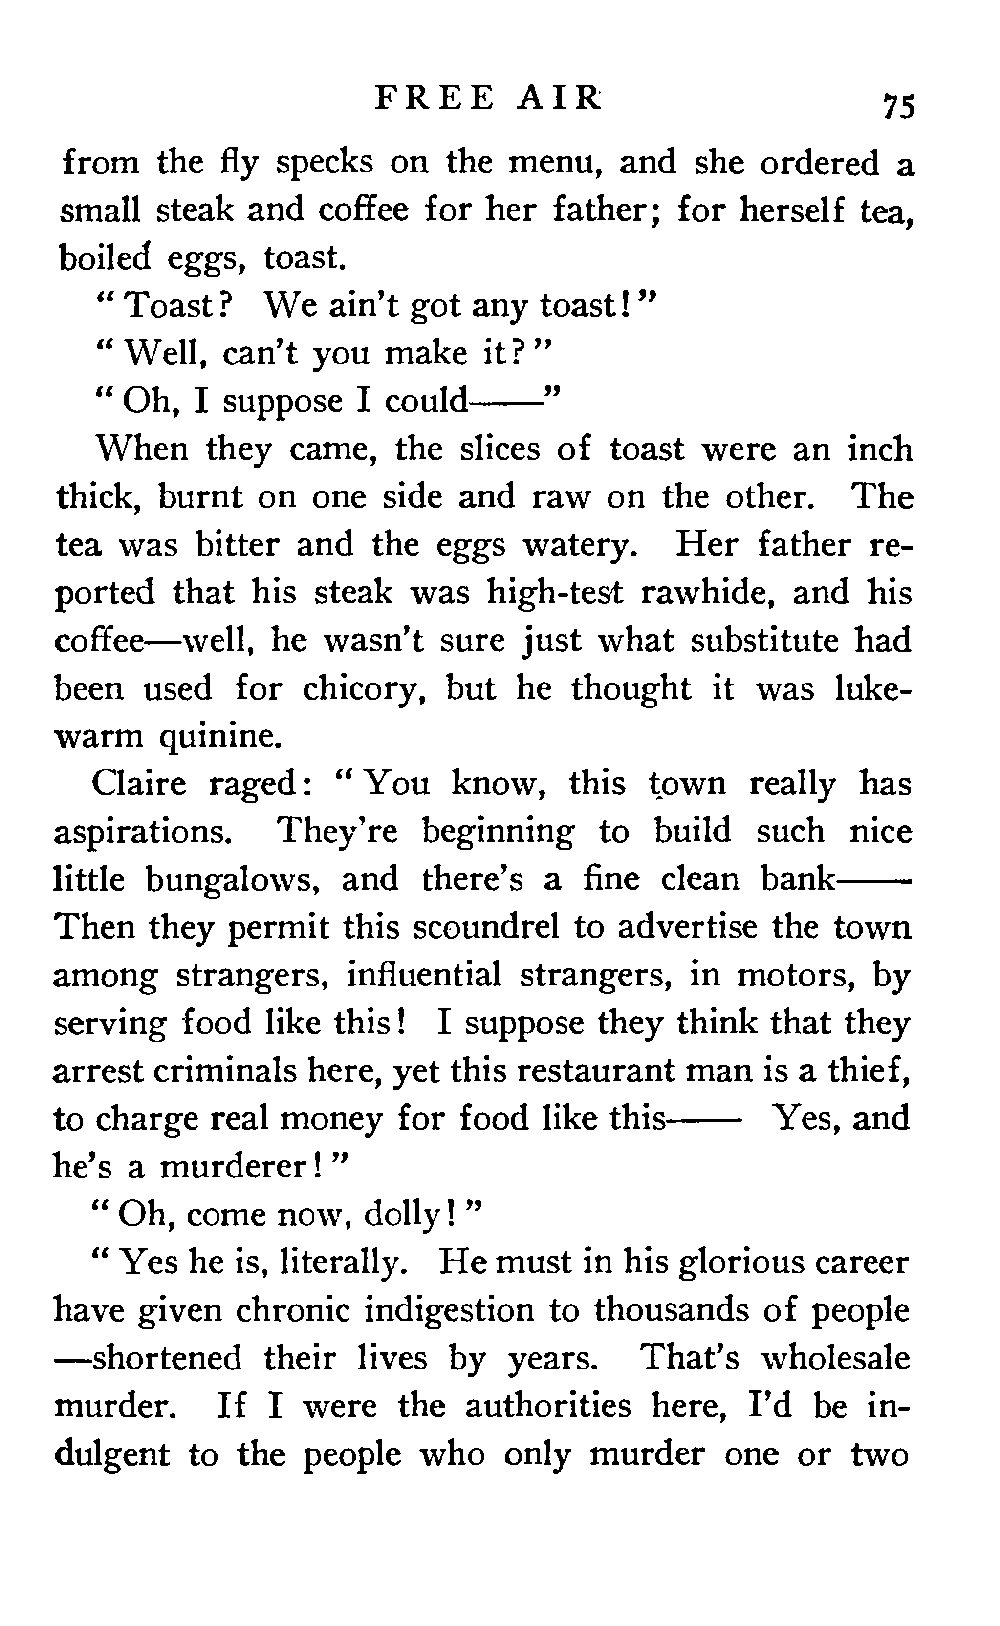 FREE AIR 75
from the fly specks on the menu, and she ordered a
small steak and coffee for her father; for herself tea,
boiled eggs, toast.
“ Toast? We ain't got any toast! ”
“ Well, can't you make it? ”
“ Oh, I suppose I could——”
When they came, the slices of toast were an inch
thick, burnt on one side and raw on the other. The
tea was bitter and the eggs watery. Her father re-
ported that his steak was high-test rawhide, and his
coffee—well, he wasn't sure just what substitute had
been used for chicory, but he thought it was luke-
warm quinine.
Claire raged: “ You know, this town really has
aspirations. They're beginning to build such nice
little bungalows, and there's a fine clean bank——
Then they permit this scoundrel to advertise the town
among strangers, influential strangers, in motors, by
serving food like this! I suppose they think that they
arrest criminals here, yet this restaurant man is a thief,
to charge real money for food like this—— Yes, and
he's a murderer! ”
“ Oh, come now, dolly! ”
“ Yes he is, literally. He must in his glorious career
have given chronic indigestion to thousands of people
—shortened their lives by years. That's wholesale
murder. If I were the authorities here, I'd be in-
dulgent to the people who only murder one or two